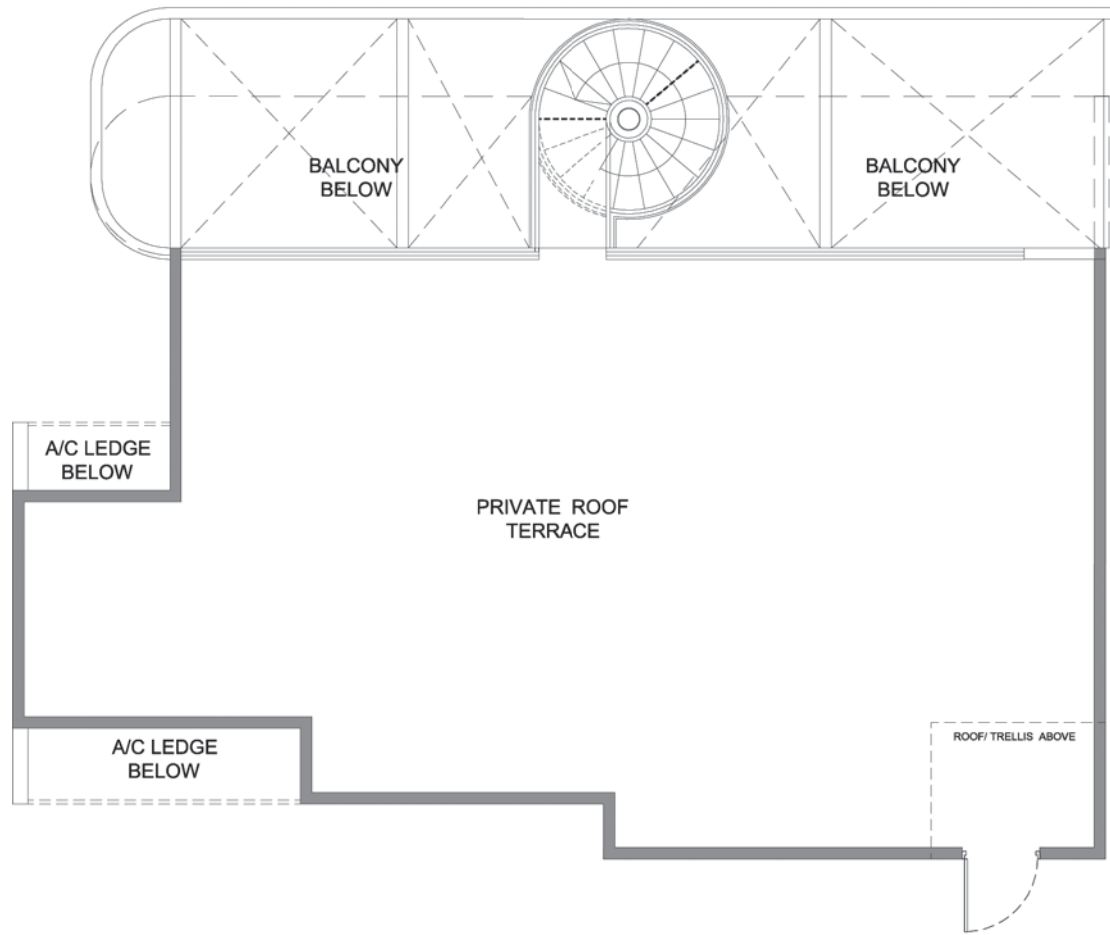 BALCONY
BELOW
BALCONY
BELOW
A/C LEDGE
BELOW
PRIVATE ROOF
TERRACE
ROOF/ TRELLIS ABOVE
A/C LEDGE
BELOW